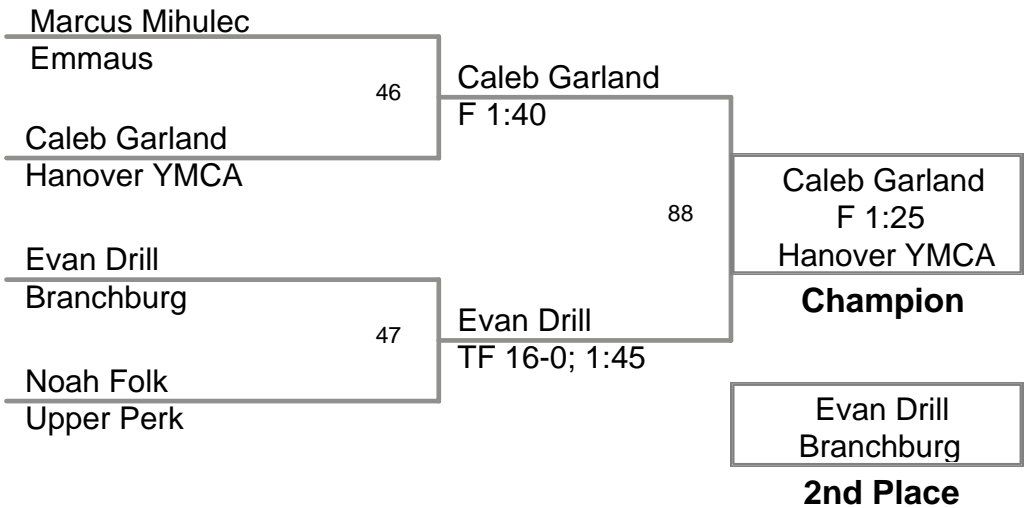 Marcus Mihulec
Emmaus
46
Caleb Garland
Hanover YMCA
Caleb Garland
F 1:40
Evan Drill
Branchburg
47
Noah Folk
Upper Perk
Evan Drill
TF 16-0; 1:45
88
Caleb Garland
F 1:25
Hanover YMCA
Champion
Evan Drill
Branchburg
2nd Place